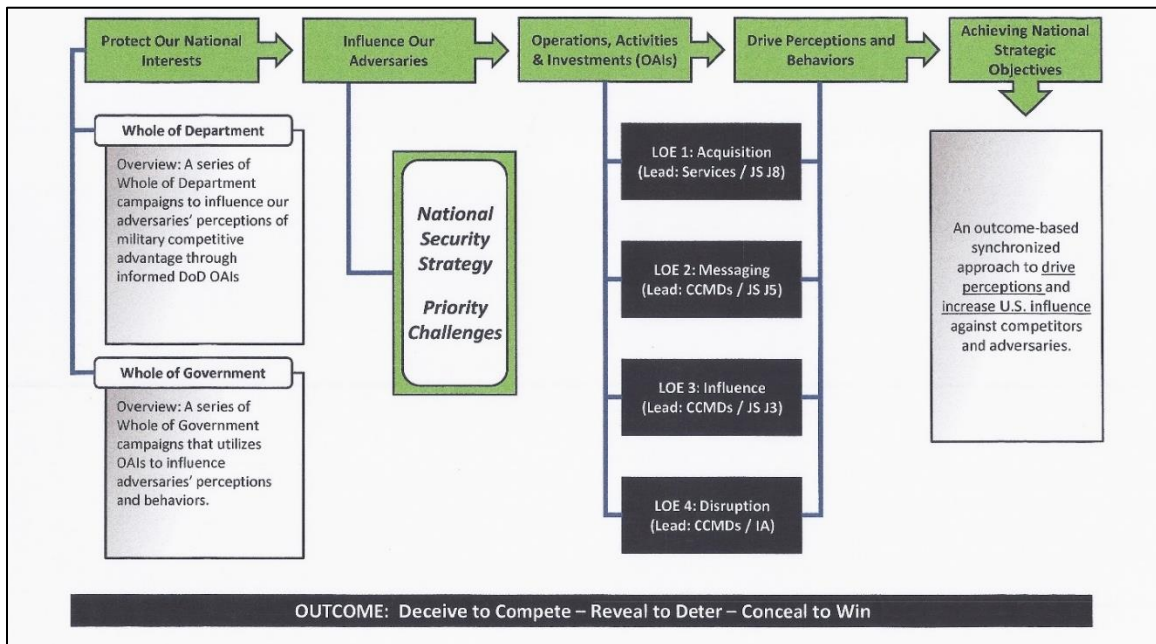 Protect Our National
Interests
Influence Our
Adversaries
Operations, Activities
& Investments (OAIs)
Drive Perceptions and
Behaviors
Achieving National
Strategic
Objectives
Whole of Department
Overview: A series of
Whole of Department
campaigns to influence our
adversaries’ perceptions of
military competitive
advantage through
informed DoD OAIs
Whole of Government
Overview: A series of
Whole of Government
campaigns that utilizes
OAIs to influence
adversaries’ perceptions
and behaviors.
National
Security
Strategy
Priority
Challenges
LOE 1: Acquisition
(Lead: Services / JS J8)
LOE 2: Messaging
(Lead: CCMDs / JS J5)
LOE 3: Influence
(Lead: CCMDs / JS J3)
LOE 4: Disruption
(Lead: CCMDs / IA)
An outcome-based
synchronized
approach to drive
perceptions and
increase U.S. influence
against competitors
and adversaries.
OUTCOME: Deceive to Compete – Reveal to Deter – Conceal to Win